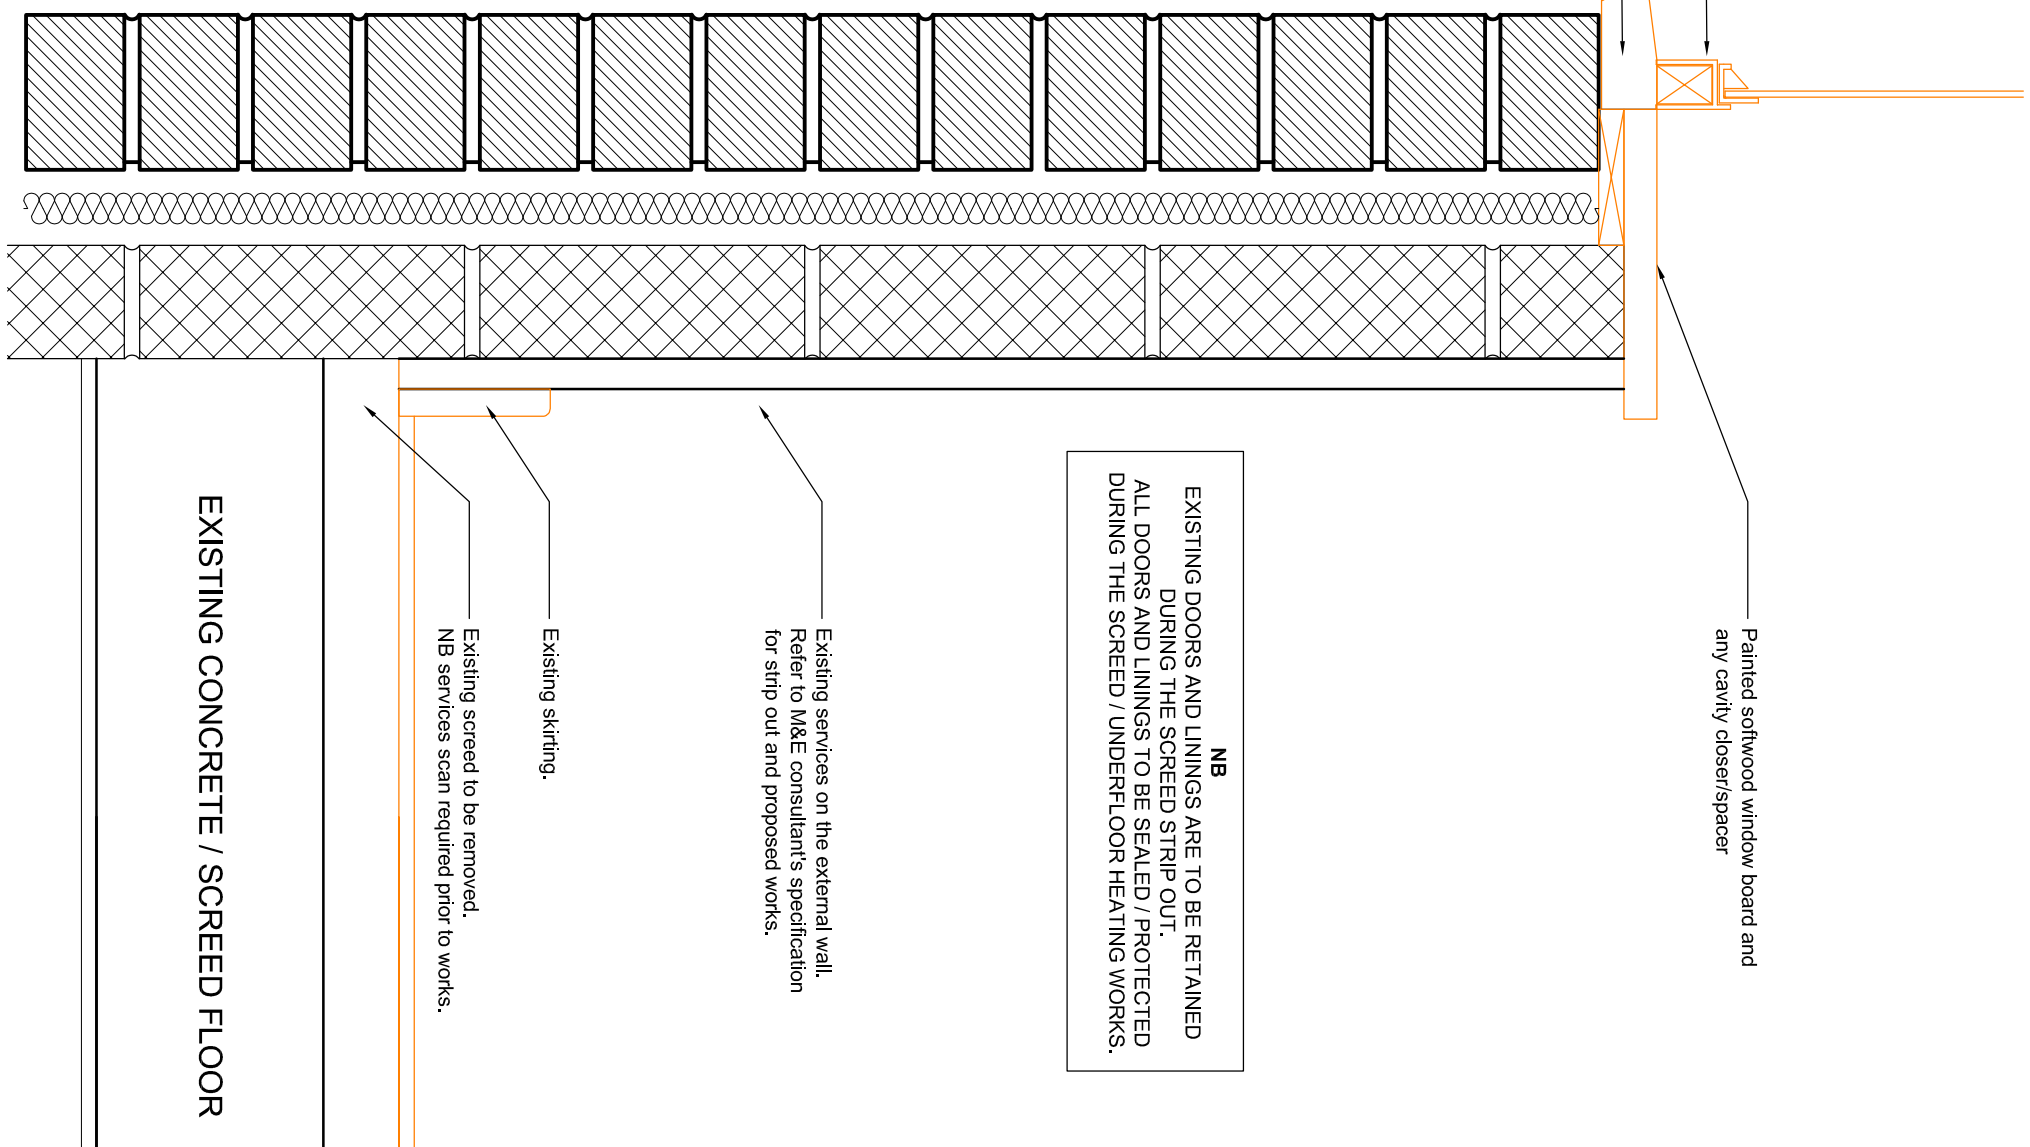 Painted softwood window board and
any cavity closer/spacer
NB
EXISTING DOORS AND LININGS ARE TO BE RETAINED
DURING THE SCREED STRIP OUT.
ALL DOORS AND LININGS TO BE SEALED / PROTECTED
DURING THE SCREED / UNDERFLOOR HEATING WORKS.
Existing services on the external wall.
Refer to M&E consultant's specification
for strip out and proposed works.
Existing skirting.
Existing screed to be removed.
NB services scan required prior to works.
EXISTING CONCRETE / SCREED FLOOR